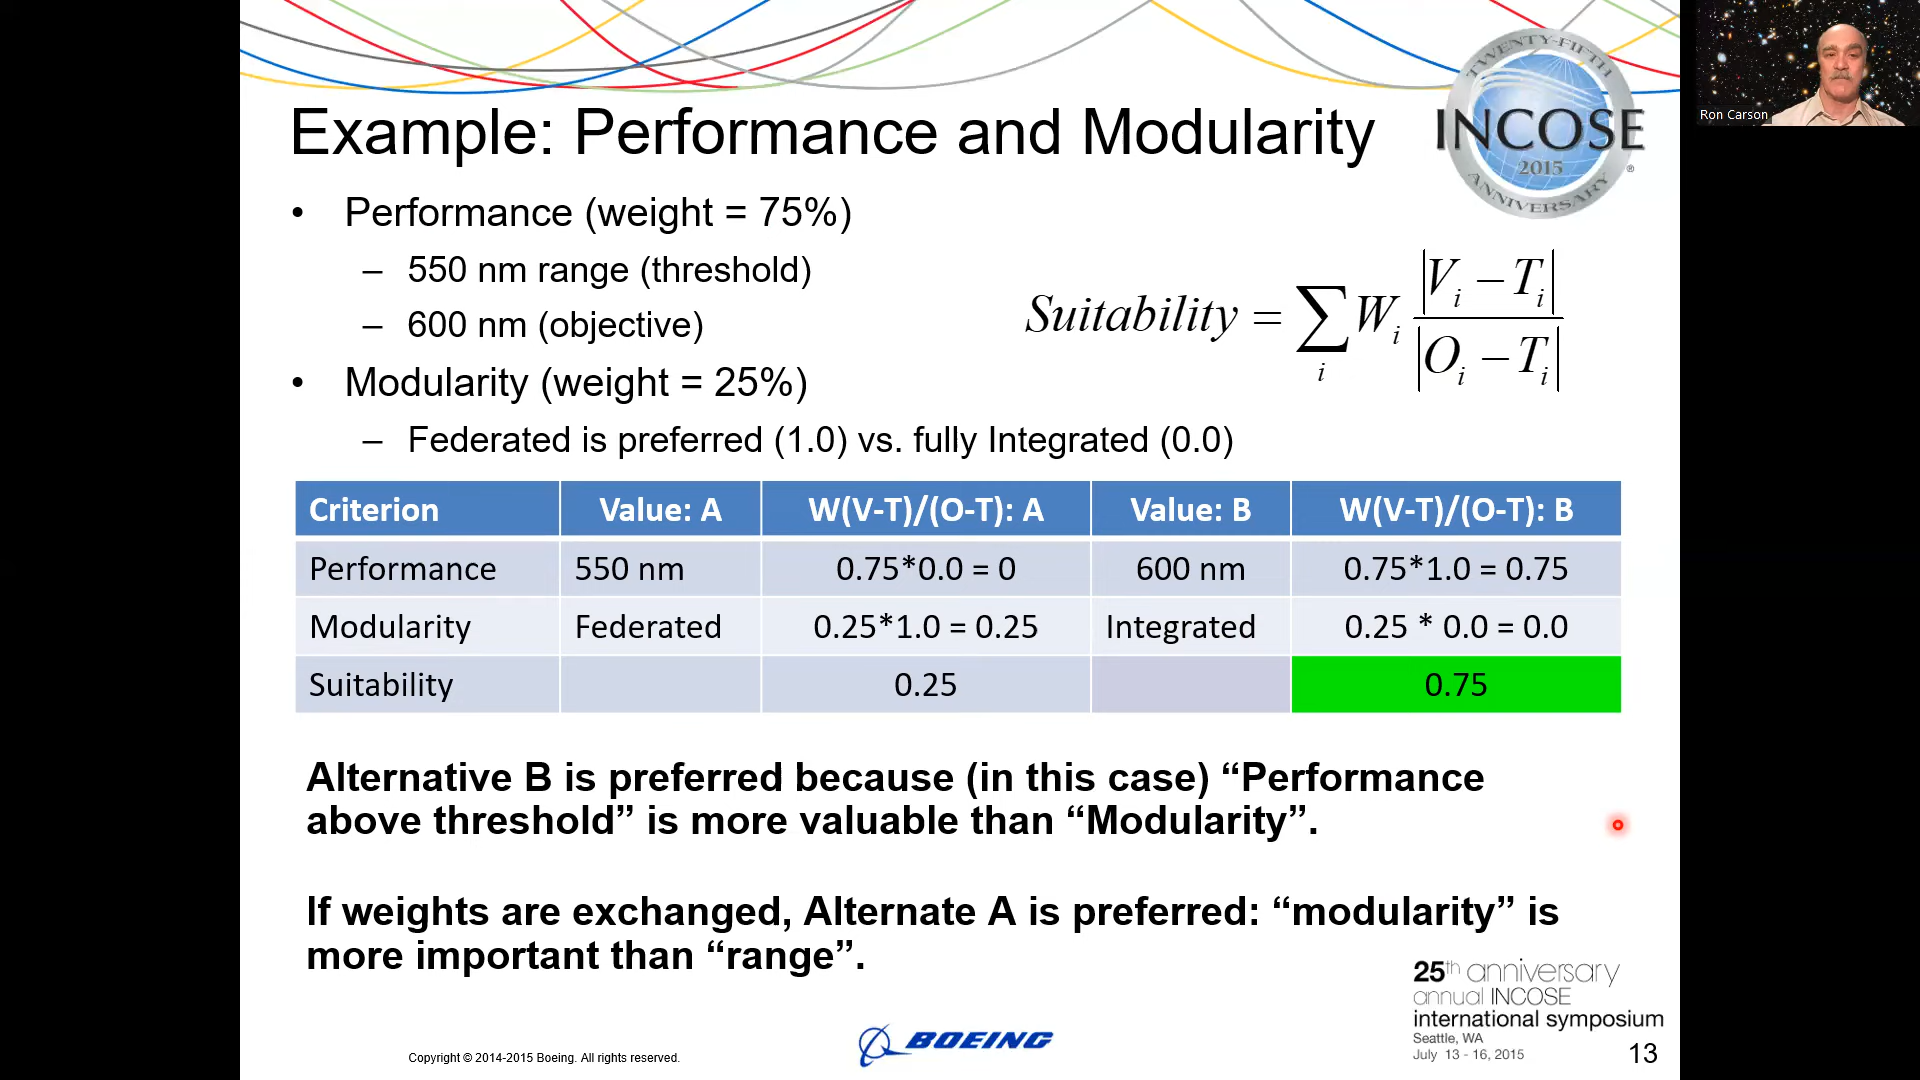 Example: Performance and Modularity
TWENTY-FIFTH
INCOSE
2015
®
ANNIVERSARY
Ron Carson
• Performance (weight = 75%)
– 550 nm range (threshold)
– 600 nm (objective)
• Modularity (weight = 25%)
– Federated is preferred (1.0) vs. fully Integrated (0.0)
Suitability = ∑_i W_i |V_i − T_i| / |O_i − T_i|
Criterion Value: A W(V-T)/(O-T): A Value: B W(V-T)/(O-T): B
Performance 550 nm 0.75*0.0 = 0 600 nm 0.75*1.0 = 0.75
Modularity Federated 0.25*1.0 = 0.25 Integrated 0.25 * 0.0 = 0.0
Suitability 0.25 0.75
Alternative B is preferred because (in this case) “Performance
above threshold” is more valuable than “Modularity”.
If weights are exchanged, Alternate A is preferred: “modularity” is
more important than “range”.
Copyright © 2014-2015 Boeing. All rights reserved.
BOEING
25th anniversary
annual INCOSE
international symposium
Seattle, WA
July 13 - 16, 2015
13